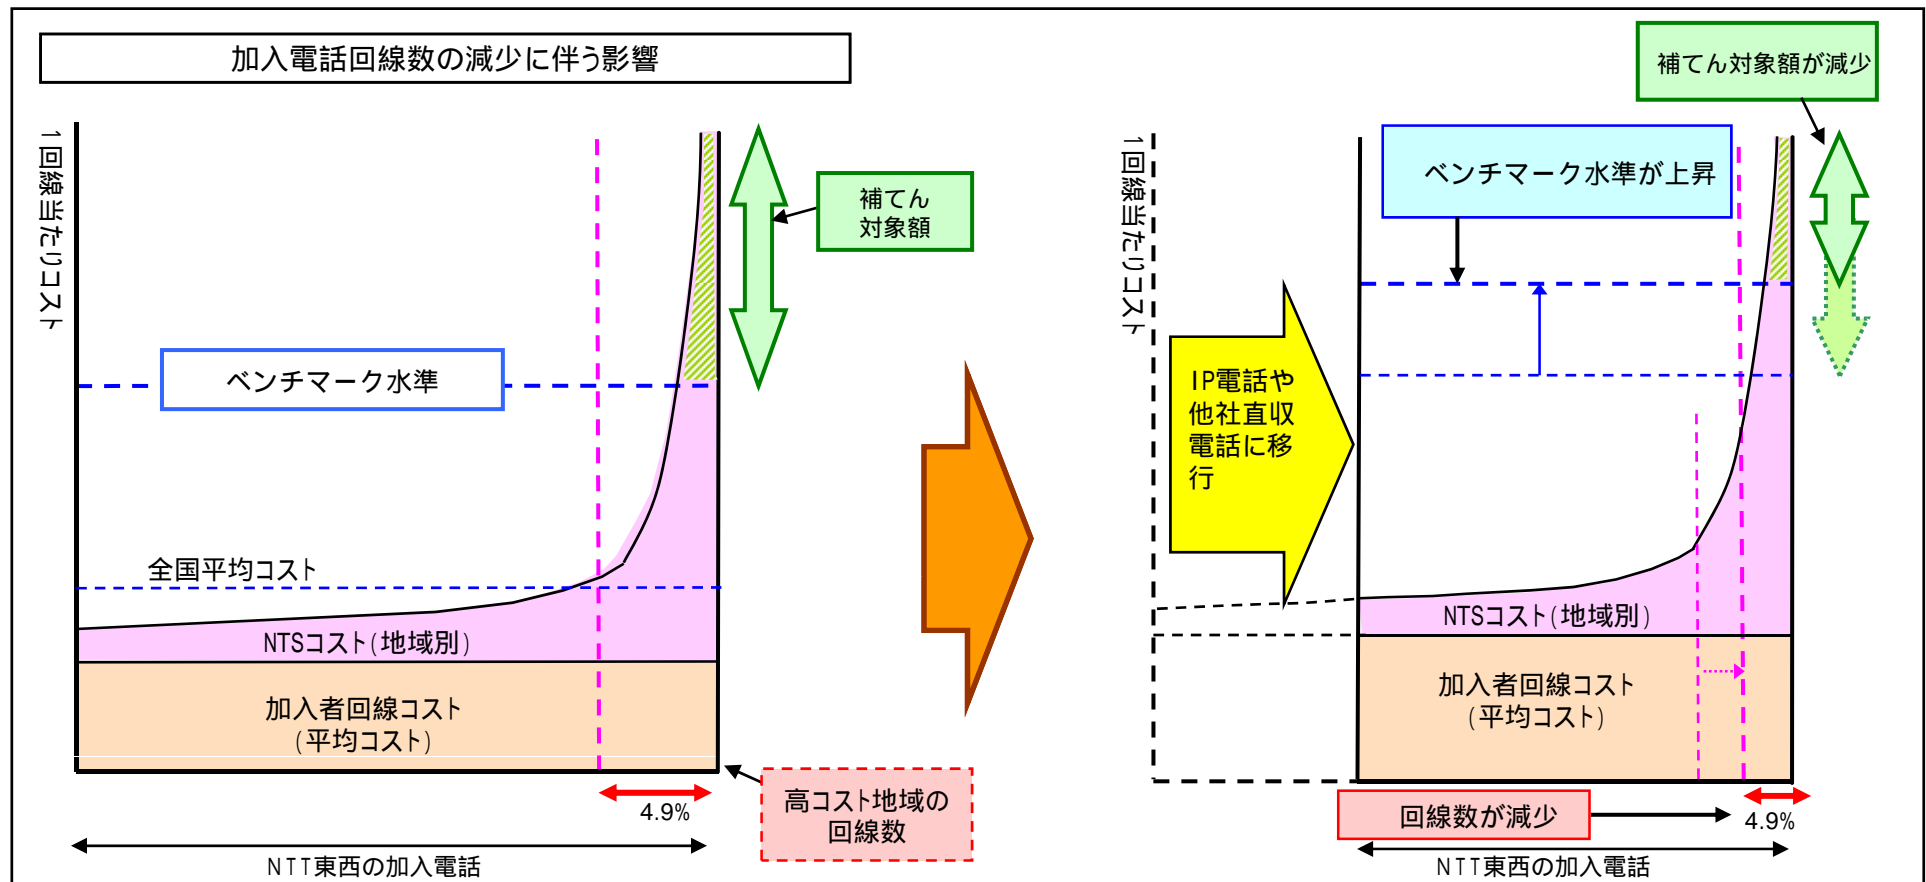 加入電話回線数の減少に伴う影響
1回線当たりコスト
補てん
対象額
ベンチマーク水準
全国平均コスト
NTSコスト(地域別)
加入者回線コスト
(平均コスト)
4.9%
高コスト地域の
回線数
NTT東西の加入電話
補てん対象額が減少
1回線当たりコスト
ベンチマーク水準が上昇
IP電話や
他社直収
電話に移
行
NTSコスト(地域別)
加入者回線コスト
(平均コスト)
回線数が減少
4.9%
NTT東西の加入電話